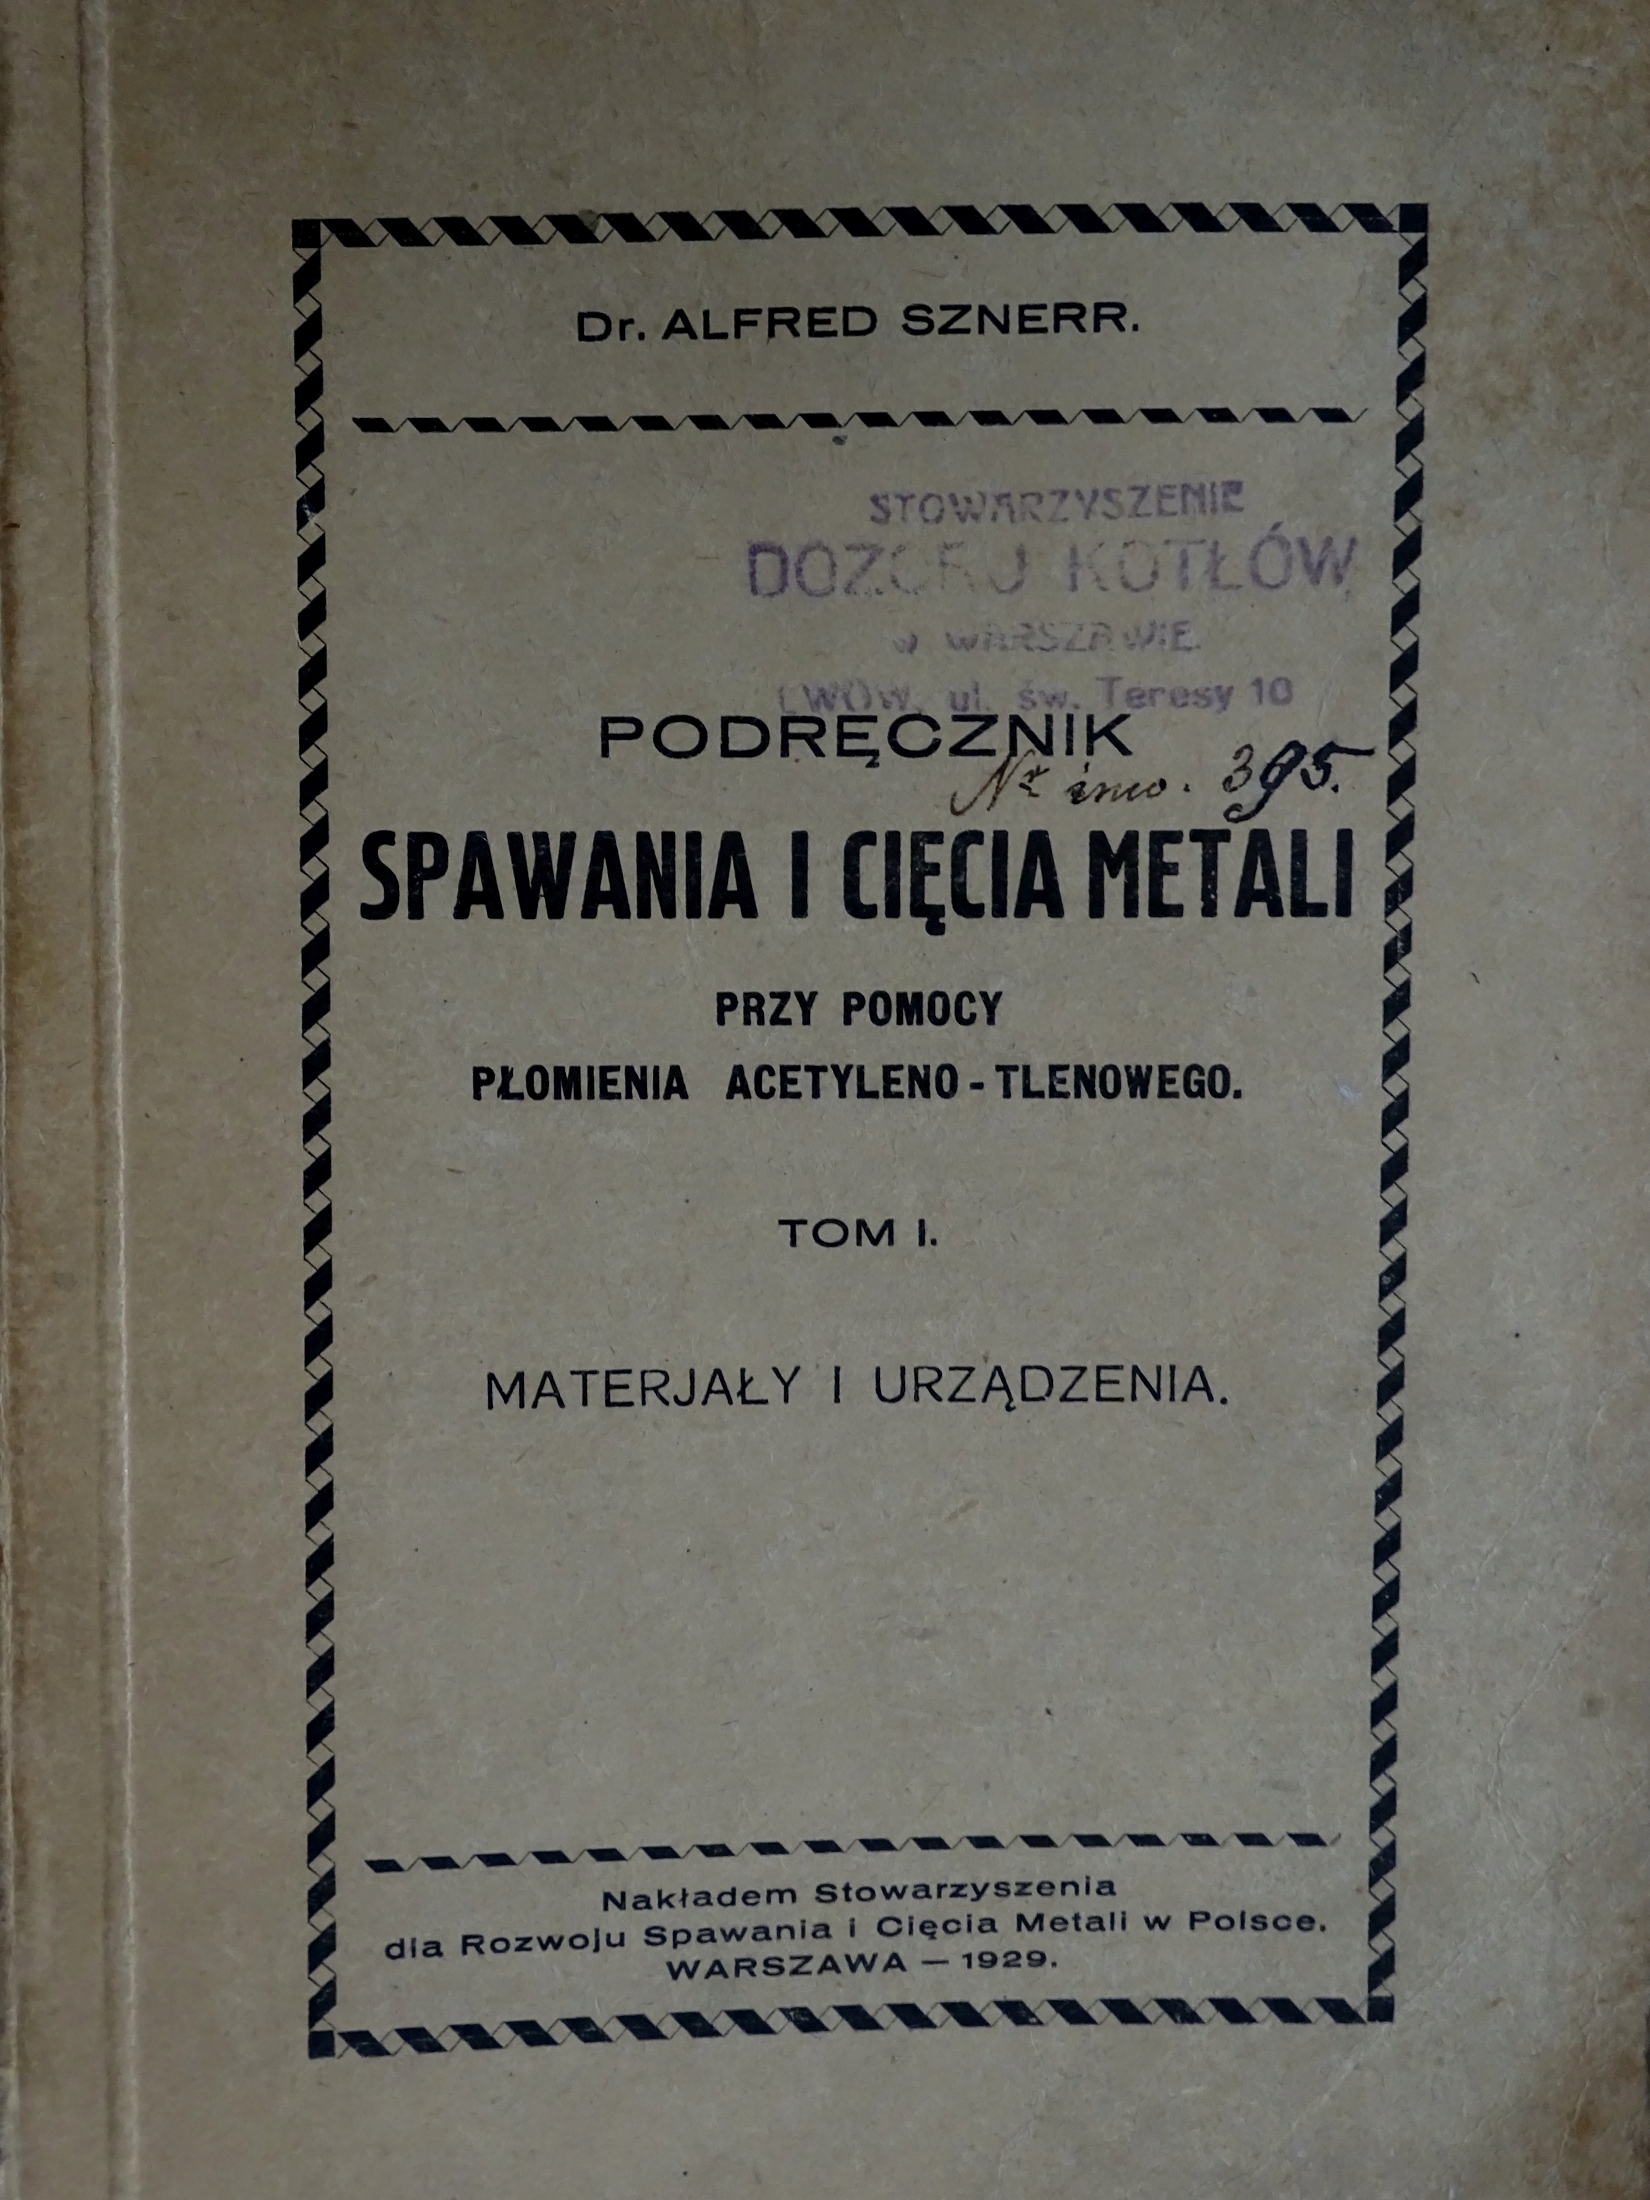 Dr. ALFRED SZNERR.
STOWARZYSZENIE
DOZORU KOTŁÓW
w WARSZAWIE
LWÓW, ul. św. Teresy 10
PODRĘCZNIK
Nr inw. 395.
SPAWANIA I CIĘCIA METALI
PRZY POMOCY
PŁOMIENIA ACETYLENO-TLENOWEGO.
TOM I.
MATERJAŁY I URZĄDZENIA.
Nakładem Stowarzyszenia
dla Rozwoju Spawania i Cięcia Metali w Polsce.
WARSZAWA — 1929.